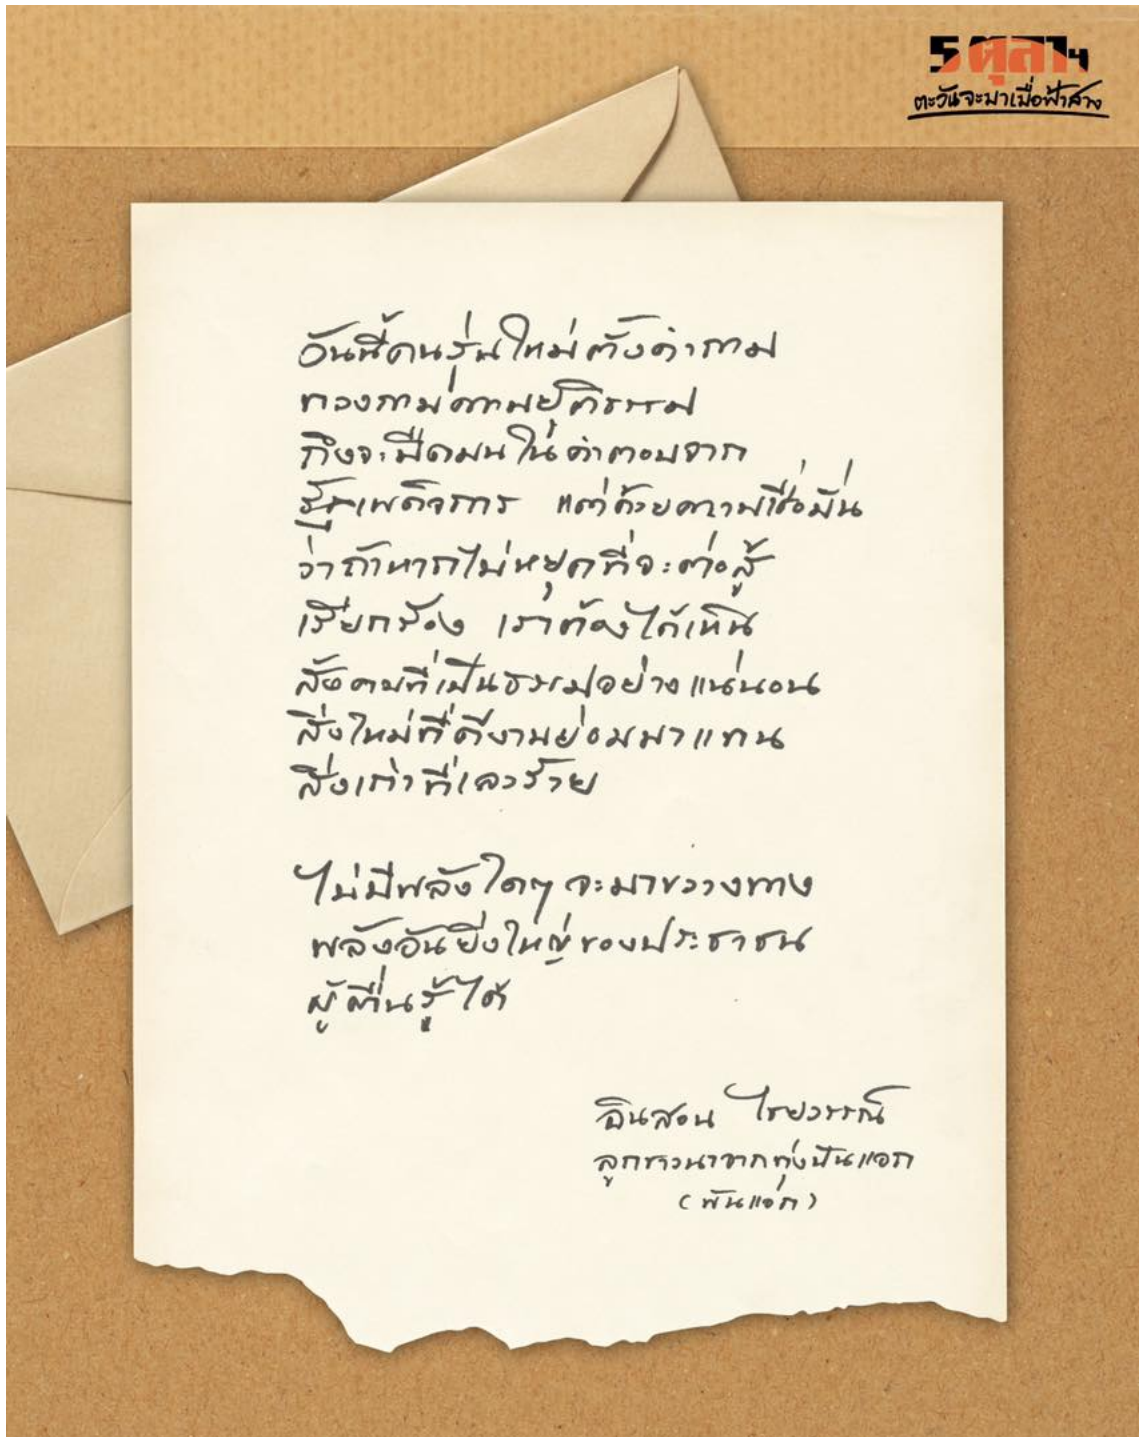 5 ตุลา ฯ
ตะวันจะมาเมื่อฟ้าสาง
วันนี้คนรุ่นใหม่ตั้งคำถาม
ทวงถามความยุติธรรม
ถึงจะมืดมนในคำตอบจาก
รัฐเผด็จการ แต่ด้วยความเชื่อมั่น
ว่าถ้าหากไม่หยุดที่จะต่อสู้
เรียกร้อง เราต้องได้เห็น
สังคมที่เป็นธรรมอย่างแน่นอน
สิ่งใหม่ที่ดีงามย่อมมาแทน
สิ่งเก่าที่เลวร้าย
ไม่มีพลังใดๆ จะมาขวางทาง
พลังอันยิ่งใหญ่ของประชาชน
ผู้ตื่นรู้ได้
อินสอน ไชยวรรณ์
ลูกชาวนาจากทุ่งพันแอก
(พันแอก)